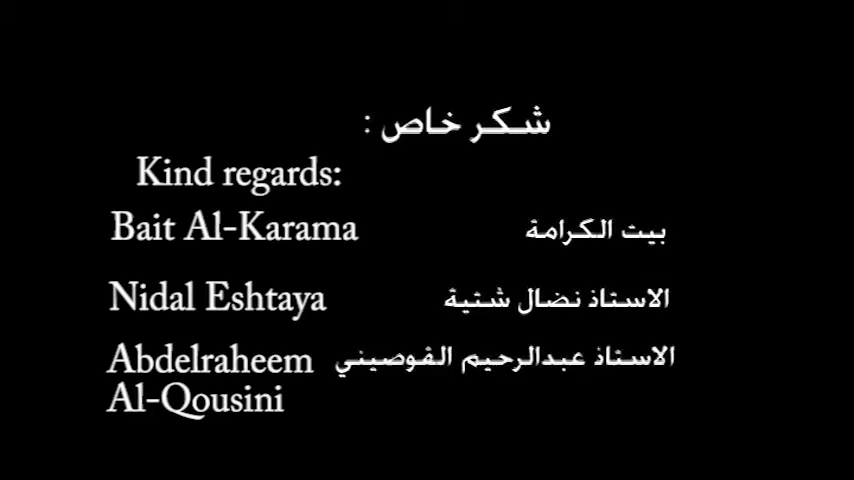 شكر خاص :
Kind regards:
Bait Al-Karama بيت الكرامة
Nidal Eshtaya الاستاذ نضال شتية
Abdelraheem الاستاذ عبدالرحيم القوصيني
Al-Qousini